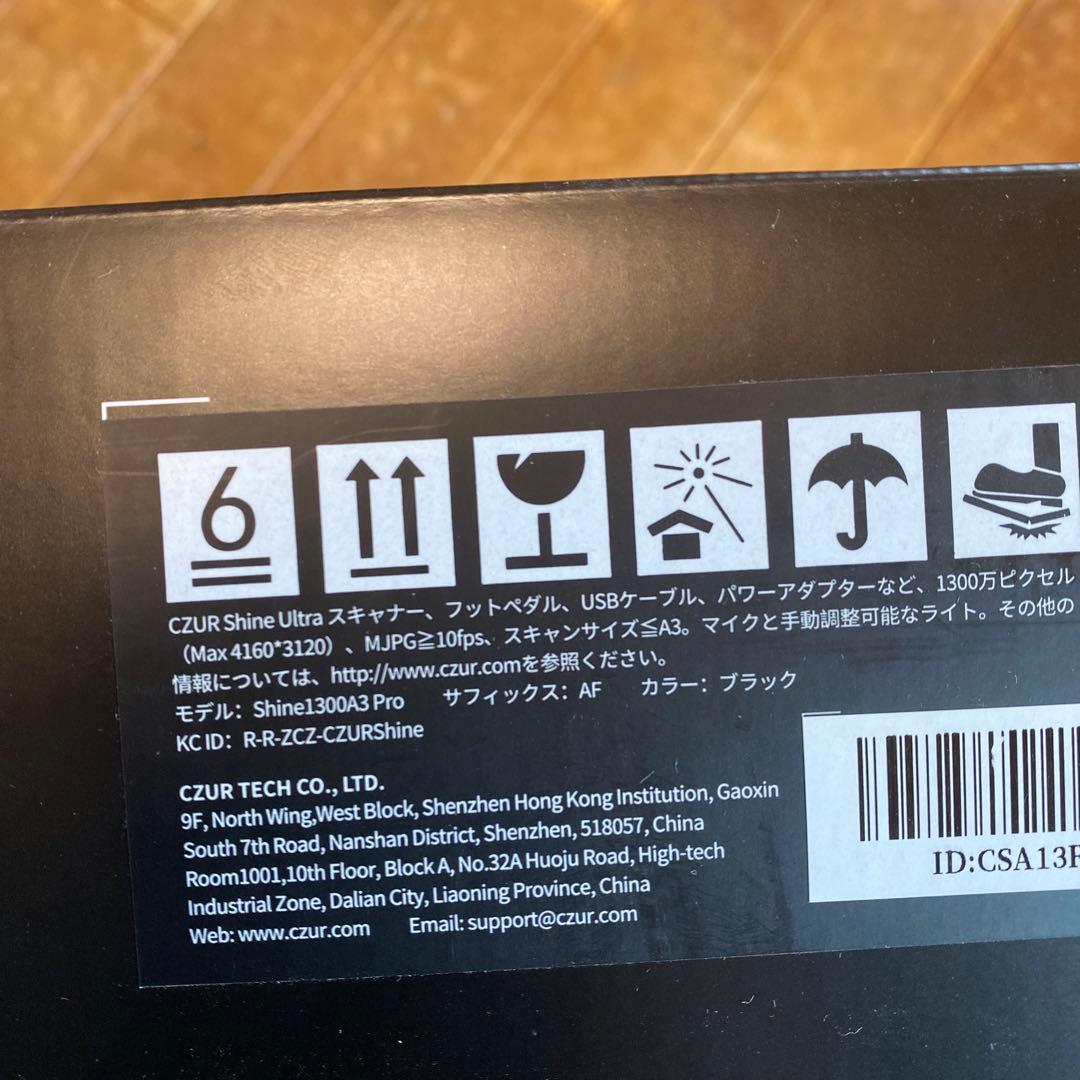 6
CZUR Shine Ultra スキャナー、フットペダル、USBケーブル、パワーアダプターなど、1300万ピクセル
（Max 4160*3120）、MJPG≧10fps、スキャンサイズ≦A3。マイクと手動調整可能なライト。その他の
情報については、http://www.czur.comを参照ください。
モデル：Shine1300A3 Pro サフィックス：AF カラー：ブラック
KC ID：R-R-ZCZ-CZURShine
CZUR TECH CO., LTD.
9F, North Wing,West Block, Shenzhen Hong Kong Institution, Gaoxin
South 7th Road, Nanshan District, Shenzhen, 518057, China
Room1001,10th Floor, Block A, No.32A Huoju Road, High-tech
Industrial Zone, Dalian City, Liaoning Province, China
Web: www.czur.com Email: support@czur.com
ID:CSA13